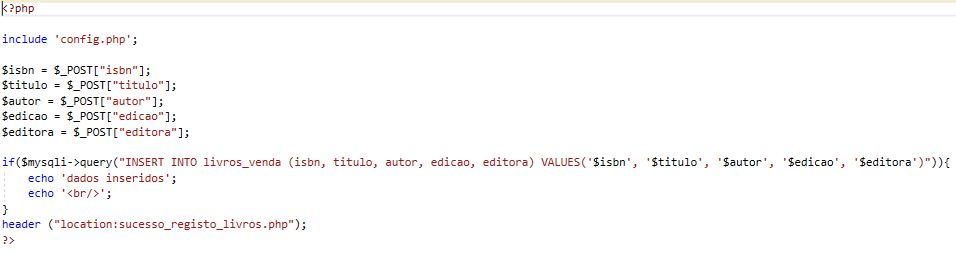 <?php
include 'config.php';
$isbn = $_POST["isbn"];
$titulo = $_POST["titulo"];
$autor = $_POST["autor"];
$edicao = $_POST["edicao"];
$editora = $_POST["editora"];
if($mysqli->query("INSERT INTO livros_venda (isbn, titulo, autor, edicao, editora) VALUES('$isbn', '$titulo', '$autor', '$edicao', '$editora')")){
    echo 'dados inseridos';
    echo '<br/>';
}
header ("location:sucesso_registo_livros.php");
?>